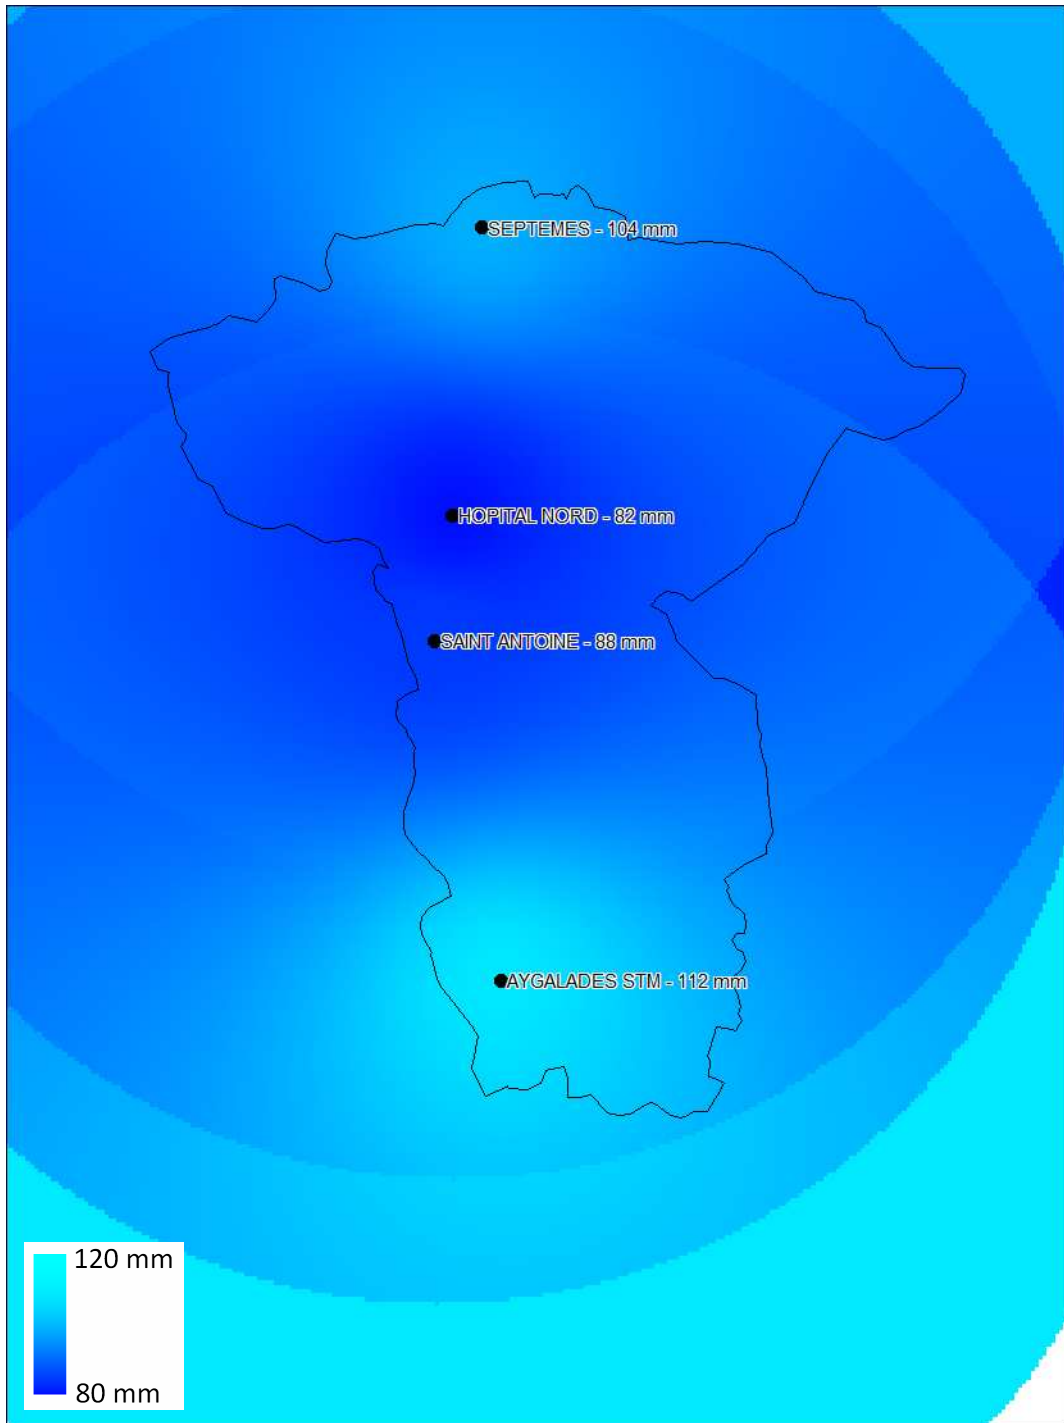 SEPTEMES - 104 mm
HOPITAL NORD - 82 mm
SAINT ANTOINE - 88 mm
AYGALADES STM - 112 mm
120 mm
80 mm